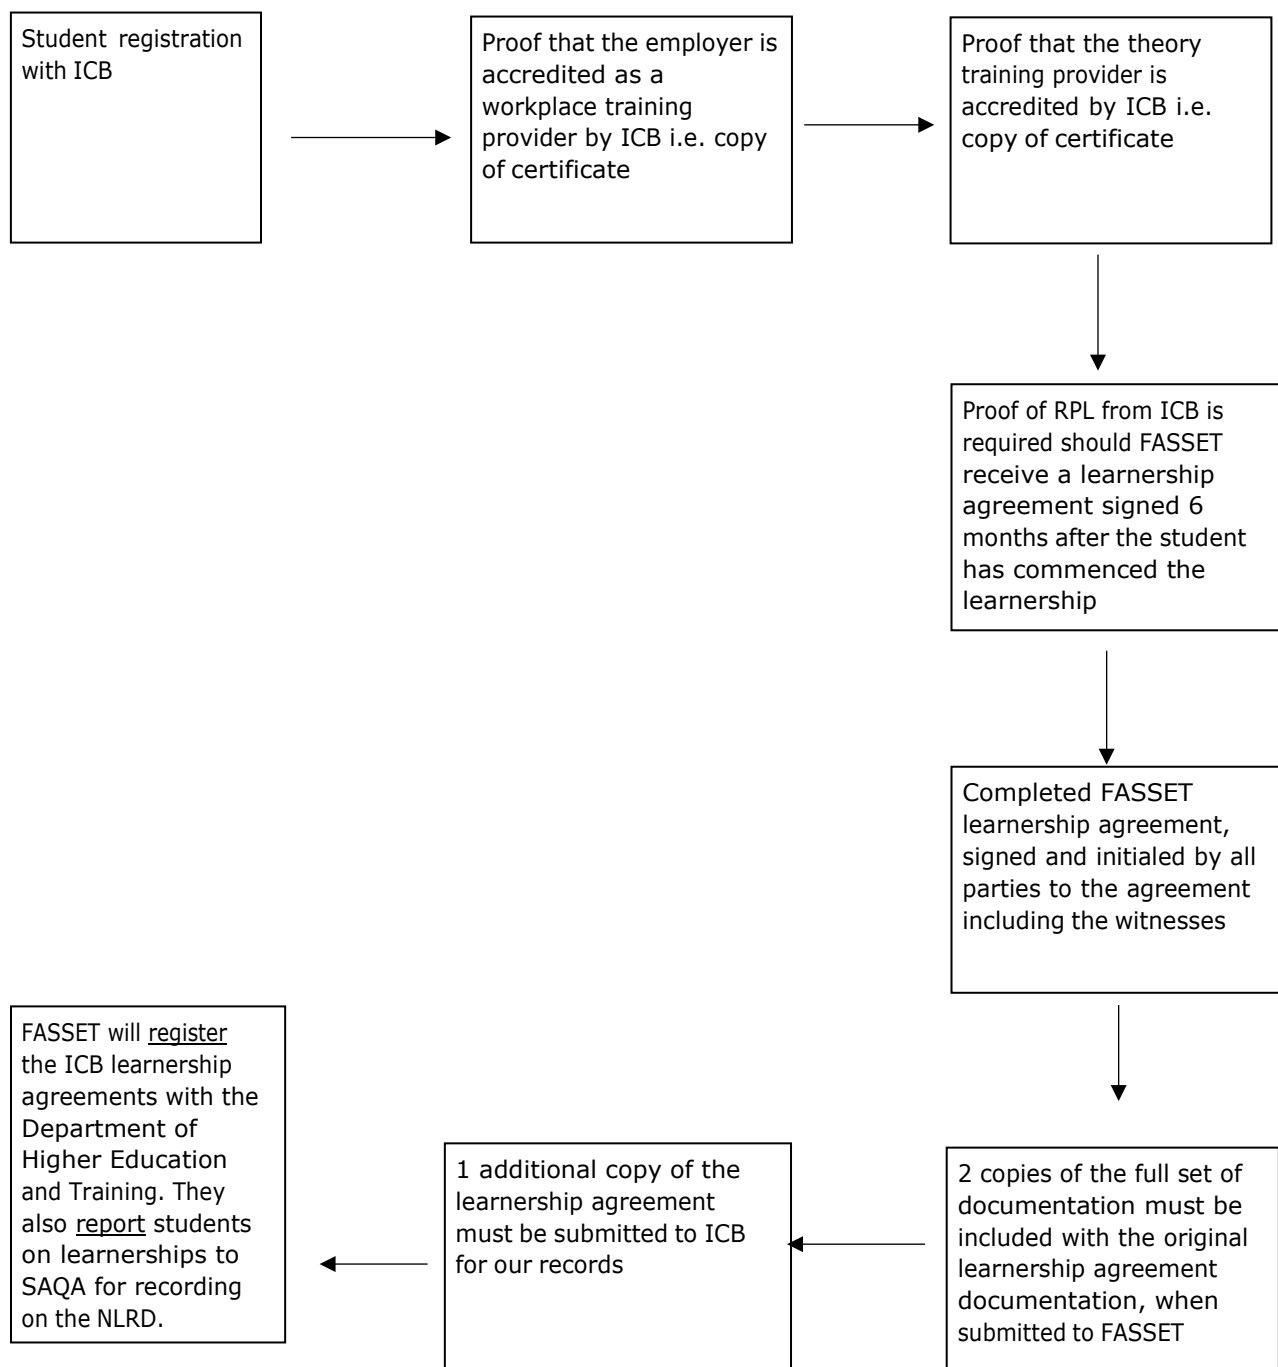 Student registration
with ICB
Proof that the employer is
accredited as a
workplace training
provider by ICB i.e. copy
of certificate
Proof that the theory
training provider is
accredited by ICB i.e.
copy of certificate
Proof of RPL from ICB is
required should FASSET
receive a learnership
agreement signed 6
months after the student
has commenced the
learnership
Completed FASSET
learnership agreement,
signed and initialed by all
parties to the agreement
including the witnesses
2 copies of the full set of
documentation must be
included with the original
learnership agreement
documentation, when
submitted to FASSET
1 additional copy of the
learnership agreement
must be submitted to ICB
for our records
FASSET will register
the ICB learnership
agreements with the
Department of
Higher Education
and Training. They
also report students
on learnerships to
SAQA for recording
on the NLRD.